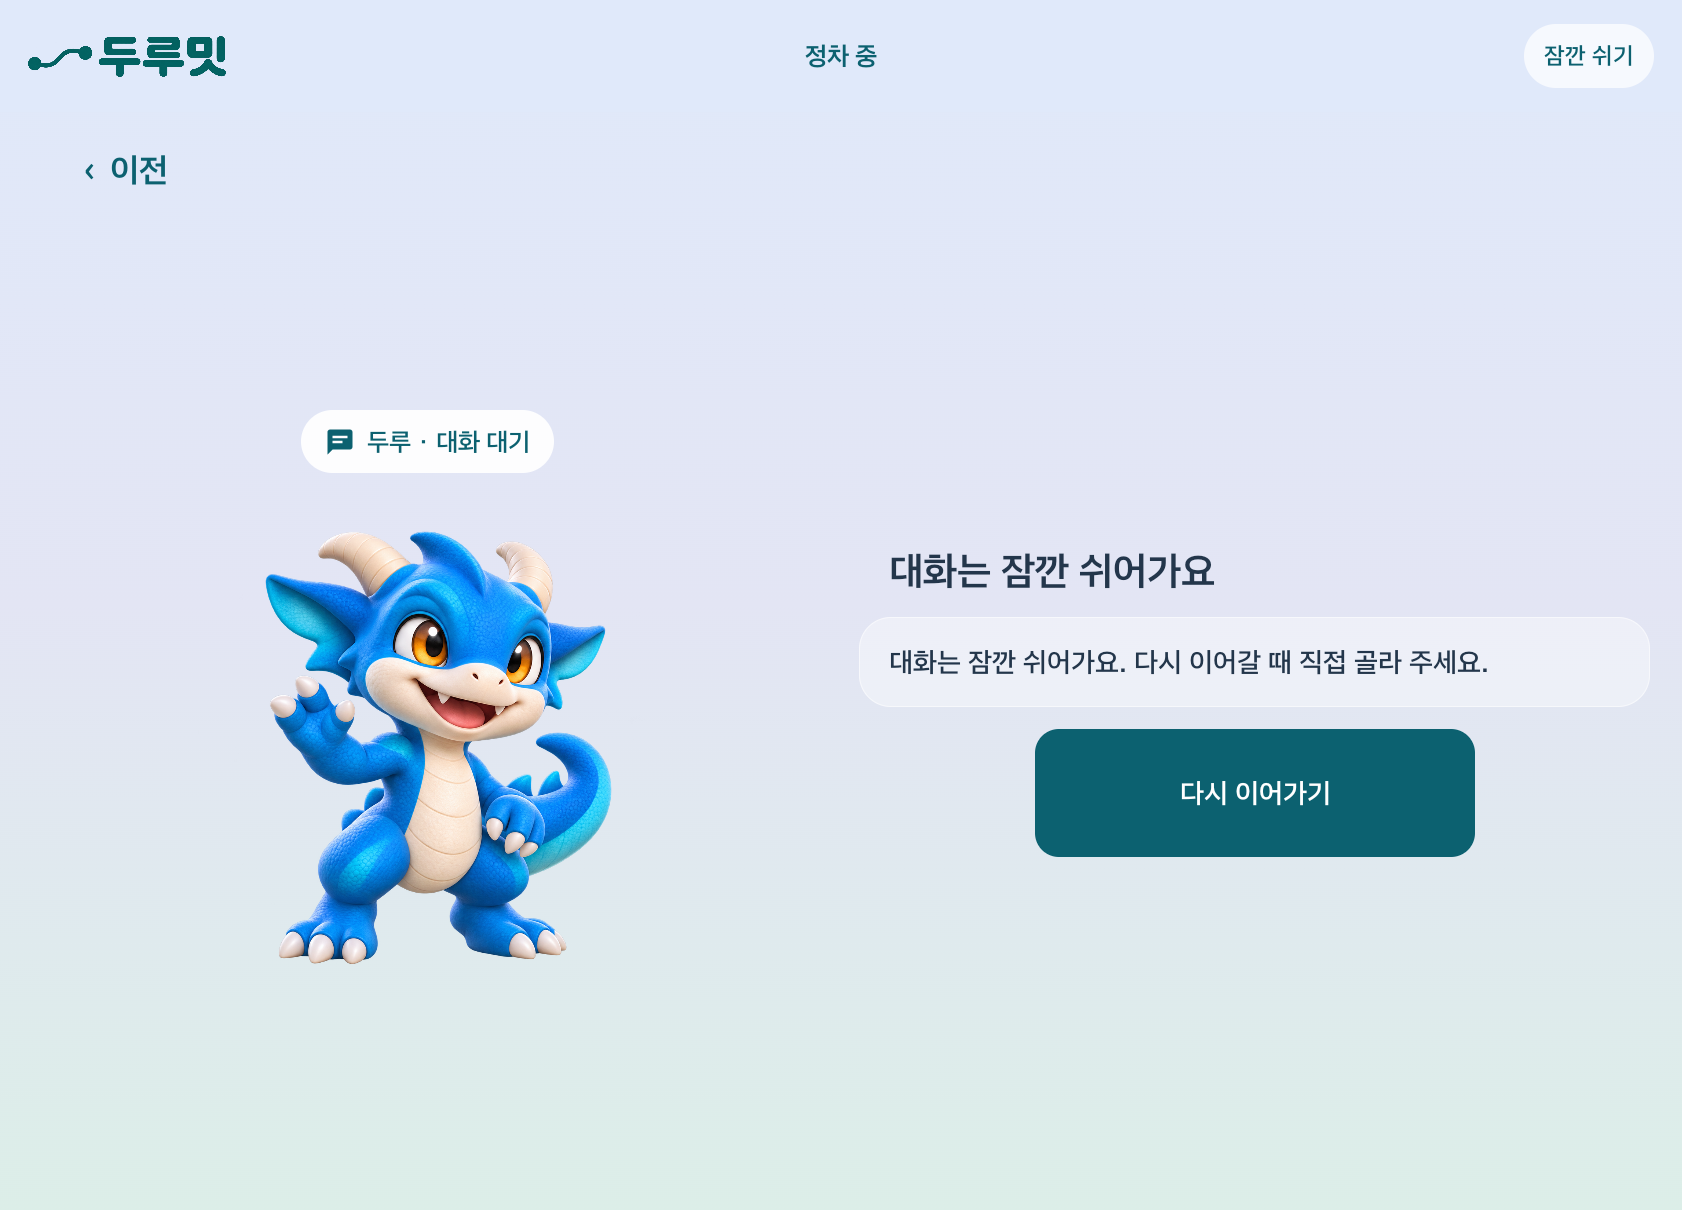 두루밋
정차 중
잠깐 쉬기
‹ 이전
두루 · 대화 대기
대화는 잠깐 쉬어가요
대화는 잠깐 쉬어가요. 다시 이어갈 때 직접 골라 주세요.
다시 이어가기